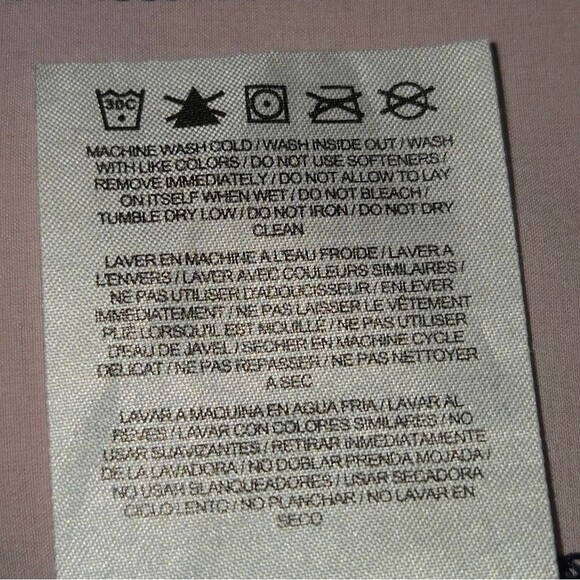 30C
MACHINE WASH COLD / WASH INSIDE OUT / WASH
WITH LIKE COLORS / DO NOT USE SOFTENERS /
REMOVE IMMEDIATELY / DO NOT ALLOW TO LAY
ON ITSELF WHEN WET / DO NOT BLEACH /
TUMBLE DRY LOW / DO NOT IRON / DO NOT DRY
CLEAN
LAVER EN MACHINE A L'EAU FROIDE / LAVER A
L'ENVERS / LAVER AVEC COULEURS SIMILAIRES /
NE PAS UTILISER D'ADOUCISSEUR / ENLEVER
IMMÉDIATEMENT / NE PAS LAISSER LE VÊTEMENT
PLIÉ LORSQU'IL EST MOUILLÉ / NE PAS UTILISER
D'EAU DE JAVEL / SECHER EN MACHINE CYCLE
DELICAT / NE PAS REPASSER / NE PAS NETTOYER
A SEC
LAVAR A MAQUINA EN AGUA FRIA / LAVAR AL
REVES / LAVAR CON COLORES SIMILARES / NO
USAR SUAVIZANTES / RETIRAR IMMEDIATAMENTE
DE LA LAVADORA / NO DOBLAR PRENDA MOJADA /
NO USAR BLANQUEADORES / USAR SECADORA
CICLO LENTO / NO PLANCHAR / NO LAVAR EN
SECO